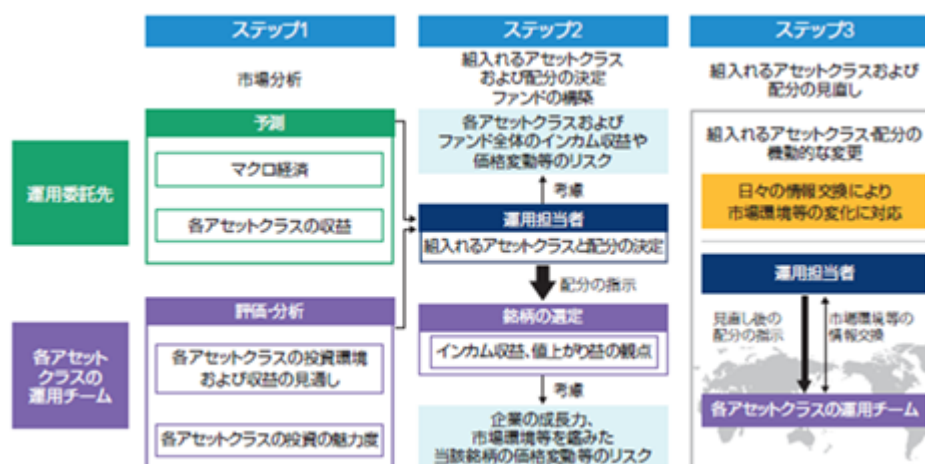 ステップ1
市場分析
運用委託先
予測
マクロ経済
各アセットクラスの収益
各アセット
クラスの
運用チーム
評価・分析
各アセットクラスの投資環境
および収益の見通し
各アセットクラスの投資の魅力度
ステップ2
組入れるアセットクラス
および配分の決定
ファンドの構築
各アセットクラスおよび
ファンド全体のインカム収益や
価格変動等のリスク
考慮
運用担当者
組入れるアセットクラスと配分の決定
配分の指示
銘柄の選定
インカム収益、値上がり益の観点
考慮
企業の成長力、
市場環境等を鑑みた
当該銘柄の価格変動等のリスク
ステップ3
組入れるアセットクラスおよび
配分の見直し
組入れるアセットクラス・配分の
機動的な変更
日々の情報交換により
市場環境等の変化に対応
運用担当者
見直し後の
配分の指示
市場環境等の
情報交換
各アセットクラスの運用チーム